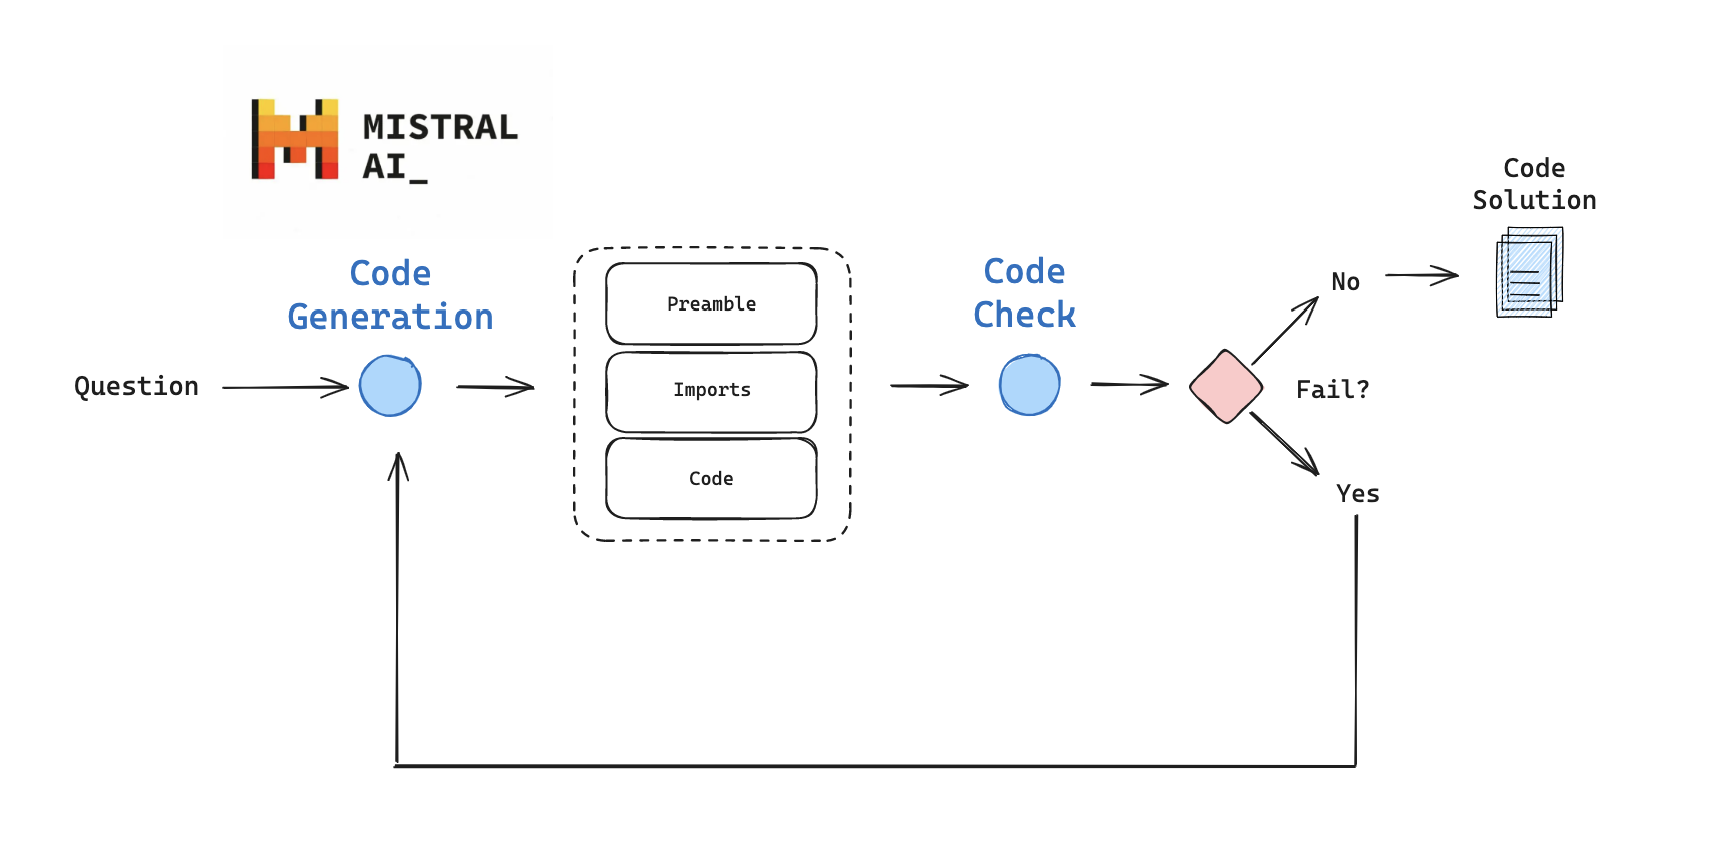 MISTRAL
AI_
Code
Generation
Question
Preamble
Imports
Code
Code
Check
Fail?
No
Yes
Code
Solution